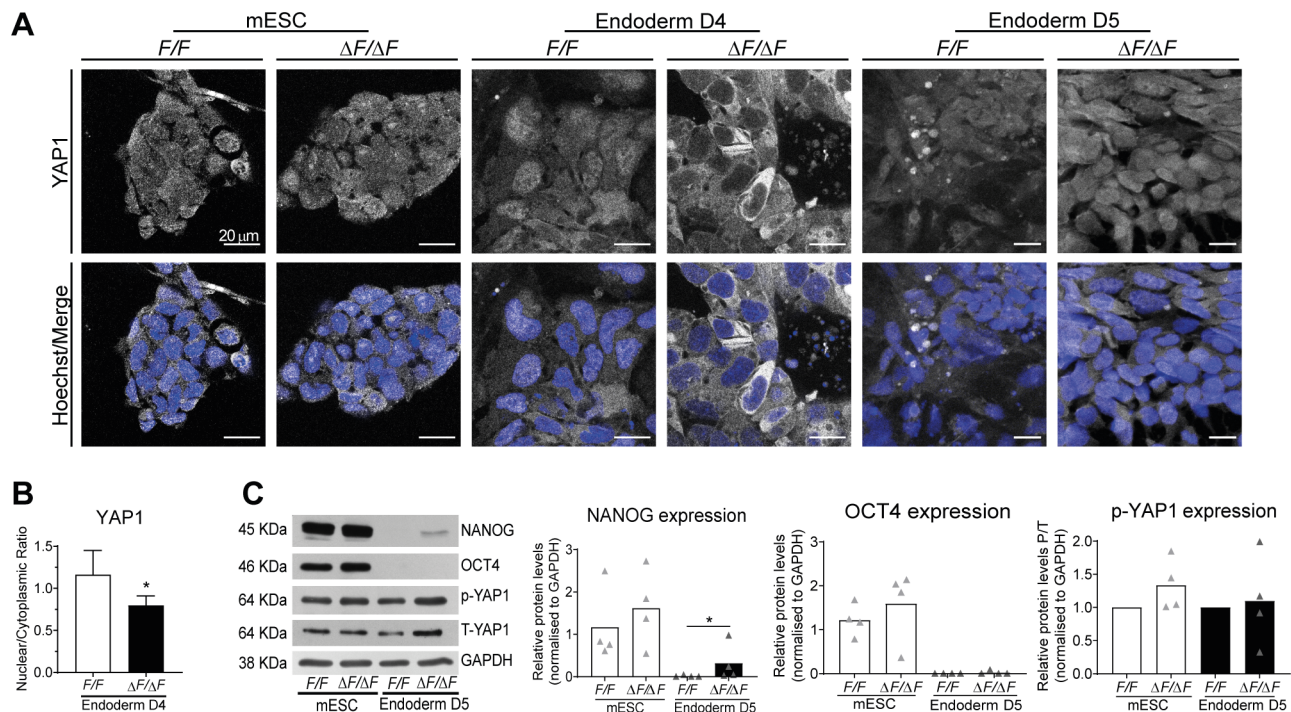 A
mESC
Endoderm D4
Endoderm D5
F/F
ΔF/ΔF
F/F
ΔF/ΔF
F/F
ΔF/ΔF
YAP1
20 µm
Hoechst/Merge
B
YAP1
Nuclear/Cytoplasmic Ratio
1.5
1.0
0.5
0.0
*
F/F
ΔF/ΔF
Endoderm D4
C
45 KDa
NANOG
46 KDa
OCT4
64 KDa
p-YAP1
64 KDa
T-YAP1
38 KDa
GAPDH
F/F
ΔF/ΔF
F/F
ΔF/ΔF
mESC
Endoderm D5
NANOG expression
Relative protein levels
(normalised to GAPDH)
3
2
1
0
*
F/F
ΔF/ΔF
F/F
ΔF/ΔF
mESC
Endoderm D5
OCT4 expression
Relative protein levels
(normalised to GAPDH)
3
2
1
0
F/F
ΔF/ΔF
F/F
ΔF/ΔF
mESC
Endoderm D5
p-YAP1 expression
Relative protein levels P/T
(normalised to GAPDH)
2.0
1.5
1.0
0.5
0.0
F/F
ΔF/ΔF
F/F
ΔF/ΔF
mESC
Endoderm D5